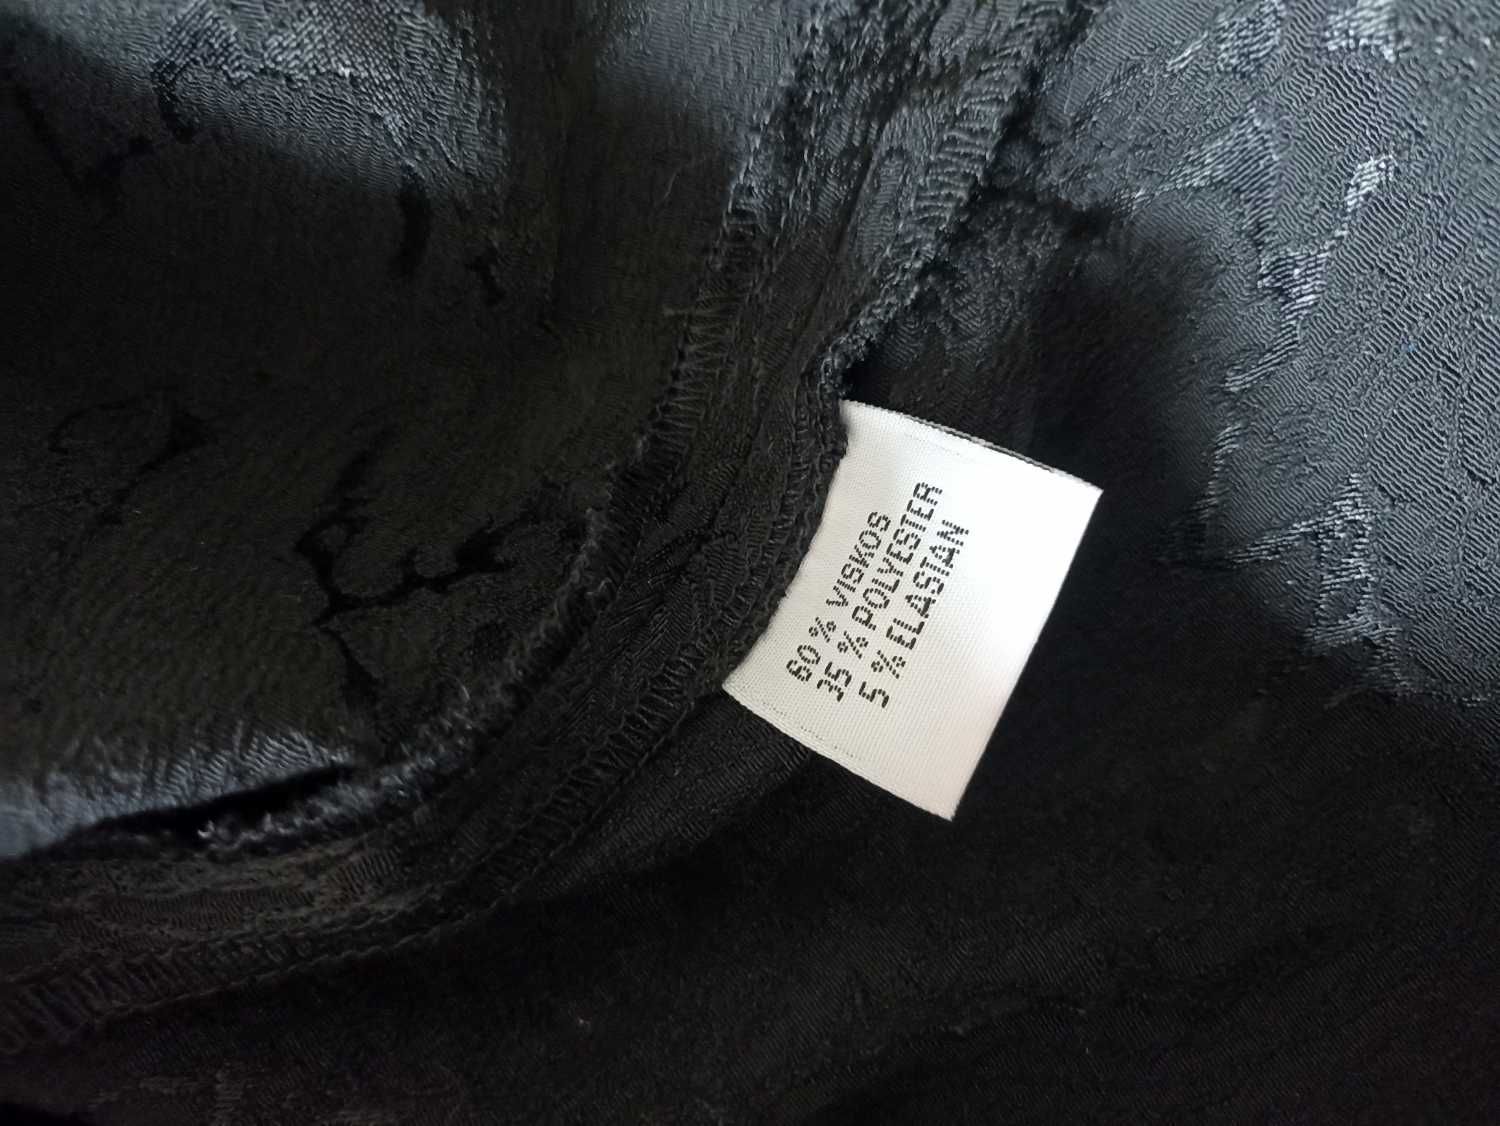 60 % VISKOS
35 % POLYESTER
5 % ELASTAN